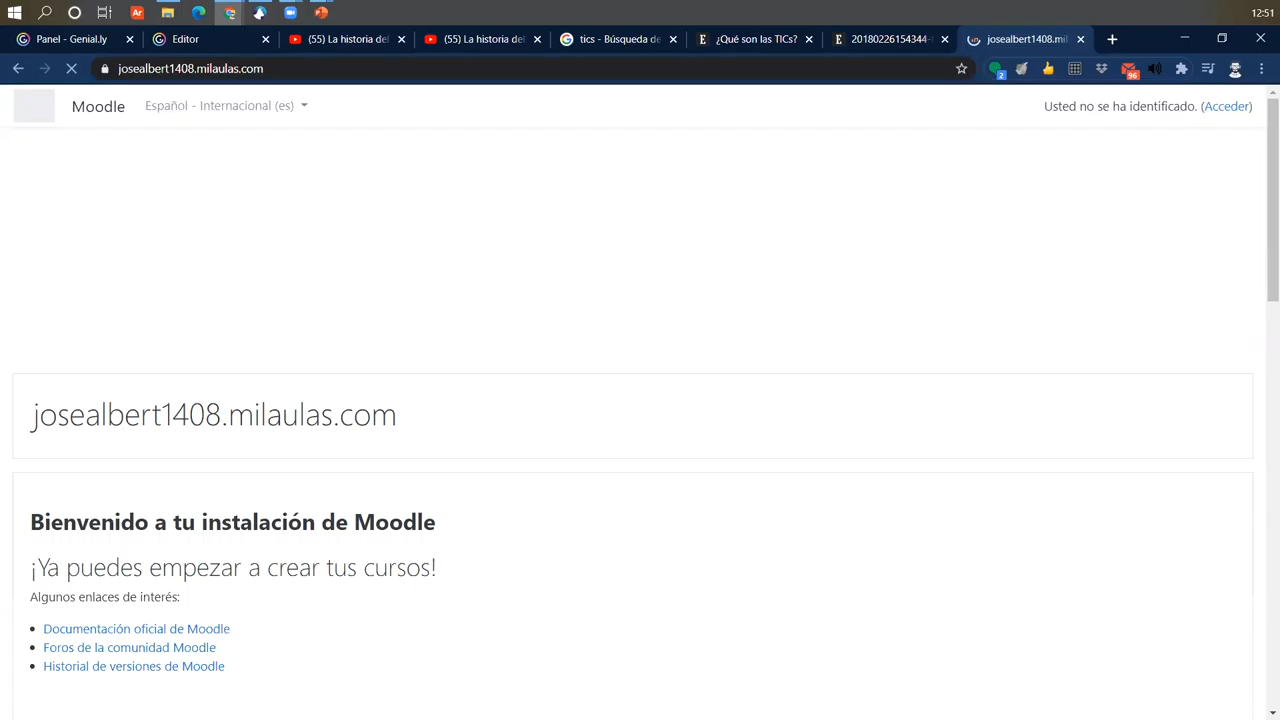 Ar
12:51
Panel - Genial.ly
Editor
(55) La historia del
(55) La historia del
tics - Búsqueda de
E ¿Qué son las TICs?
E 20180226154344-
josealbert1408.mil
josealbert1408.milaulas.com
2
96
Moodle
Español - Internacional (es)
Usted no se ha identificado. (Acceder)
josealbert1408.milaulas.com
Bienvenido a tu instalación de Moodle
¡Ya puedes empezar a crear tus cursos!
Algunos enlaces de interés:
Documentación oficial de Moodle
Foros de la comunidad Moodle
Historial de versiones de Moodle